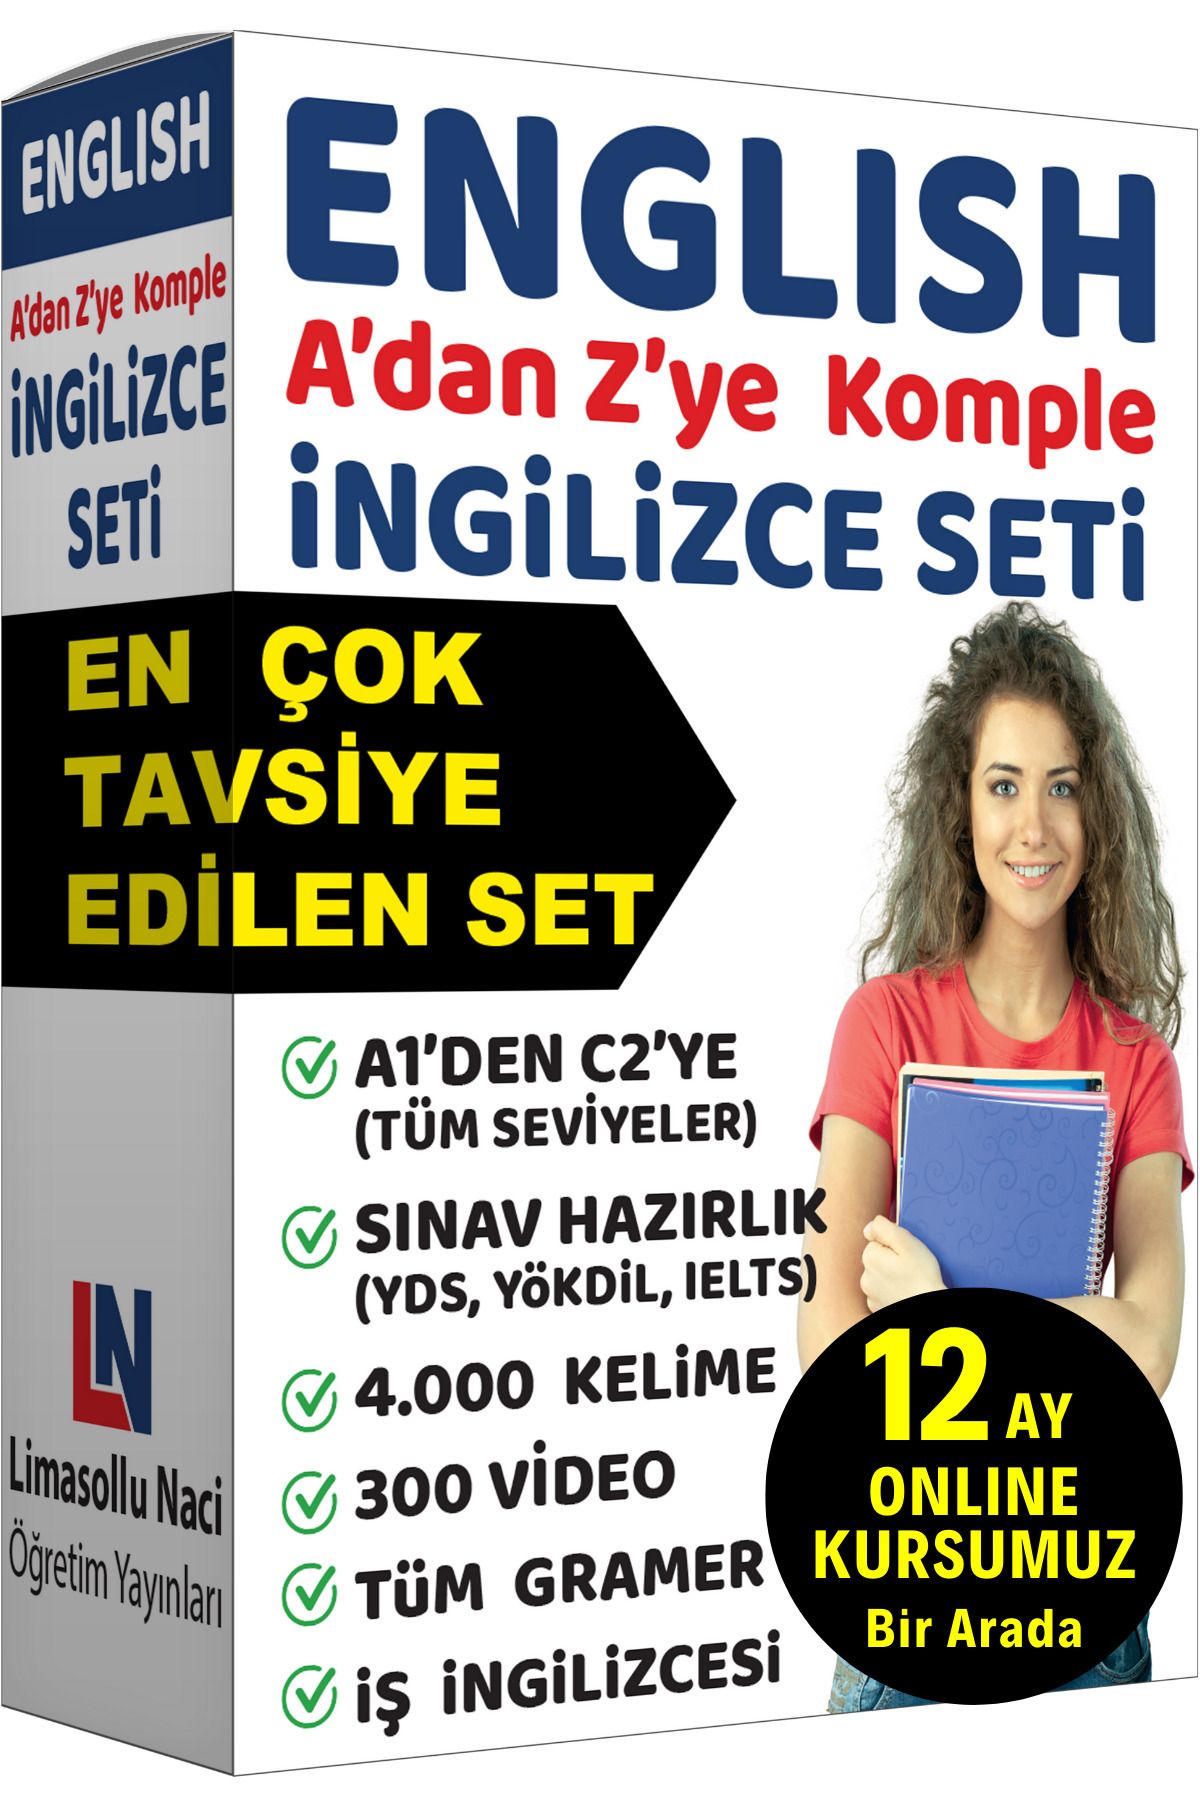 ENGLISH
A'dan Z'ye Komple
İNGİLİZCE
SETİ
LN
Limasollu Naci
Öğretim Yayınları
ENGLISH
A'dan Z'ye Komple
İNGİLİZCE SETİ
EN ÇOK
TAVSİYE
EDİLEN SET
A1'DEN C2'YE
(TÜM SEVİYELER)
SINAV HAZIRLIK
(YDS, YÖKDİL, IELTS)
4.000 KELİME
300 VİDEO
TÜM GRAMER
İŞ İNGİLİZCESİ
12 AY
ONLINE
KURSUMUZ
Bir Arada